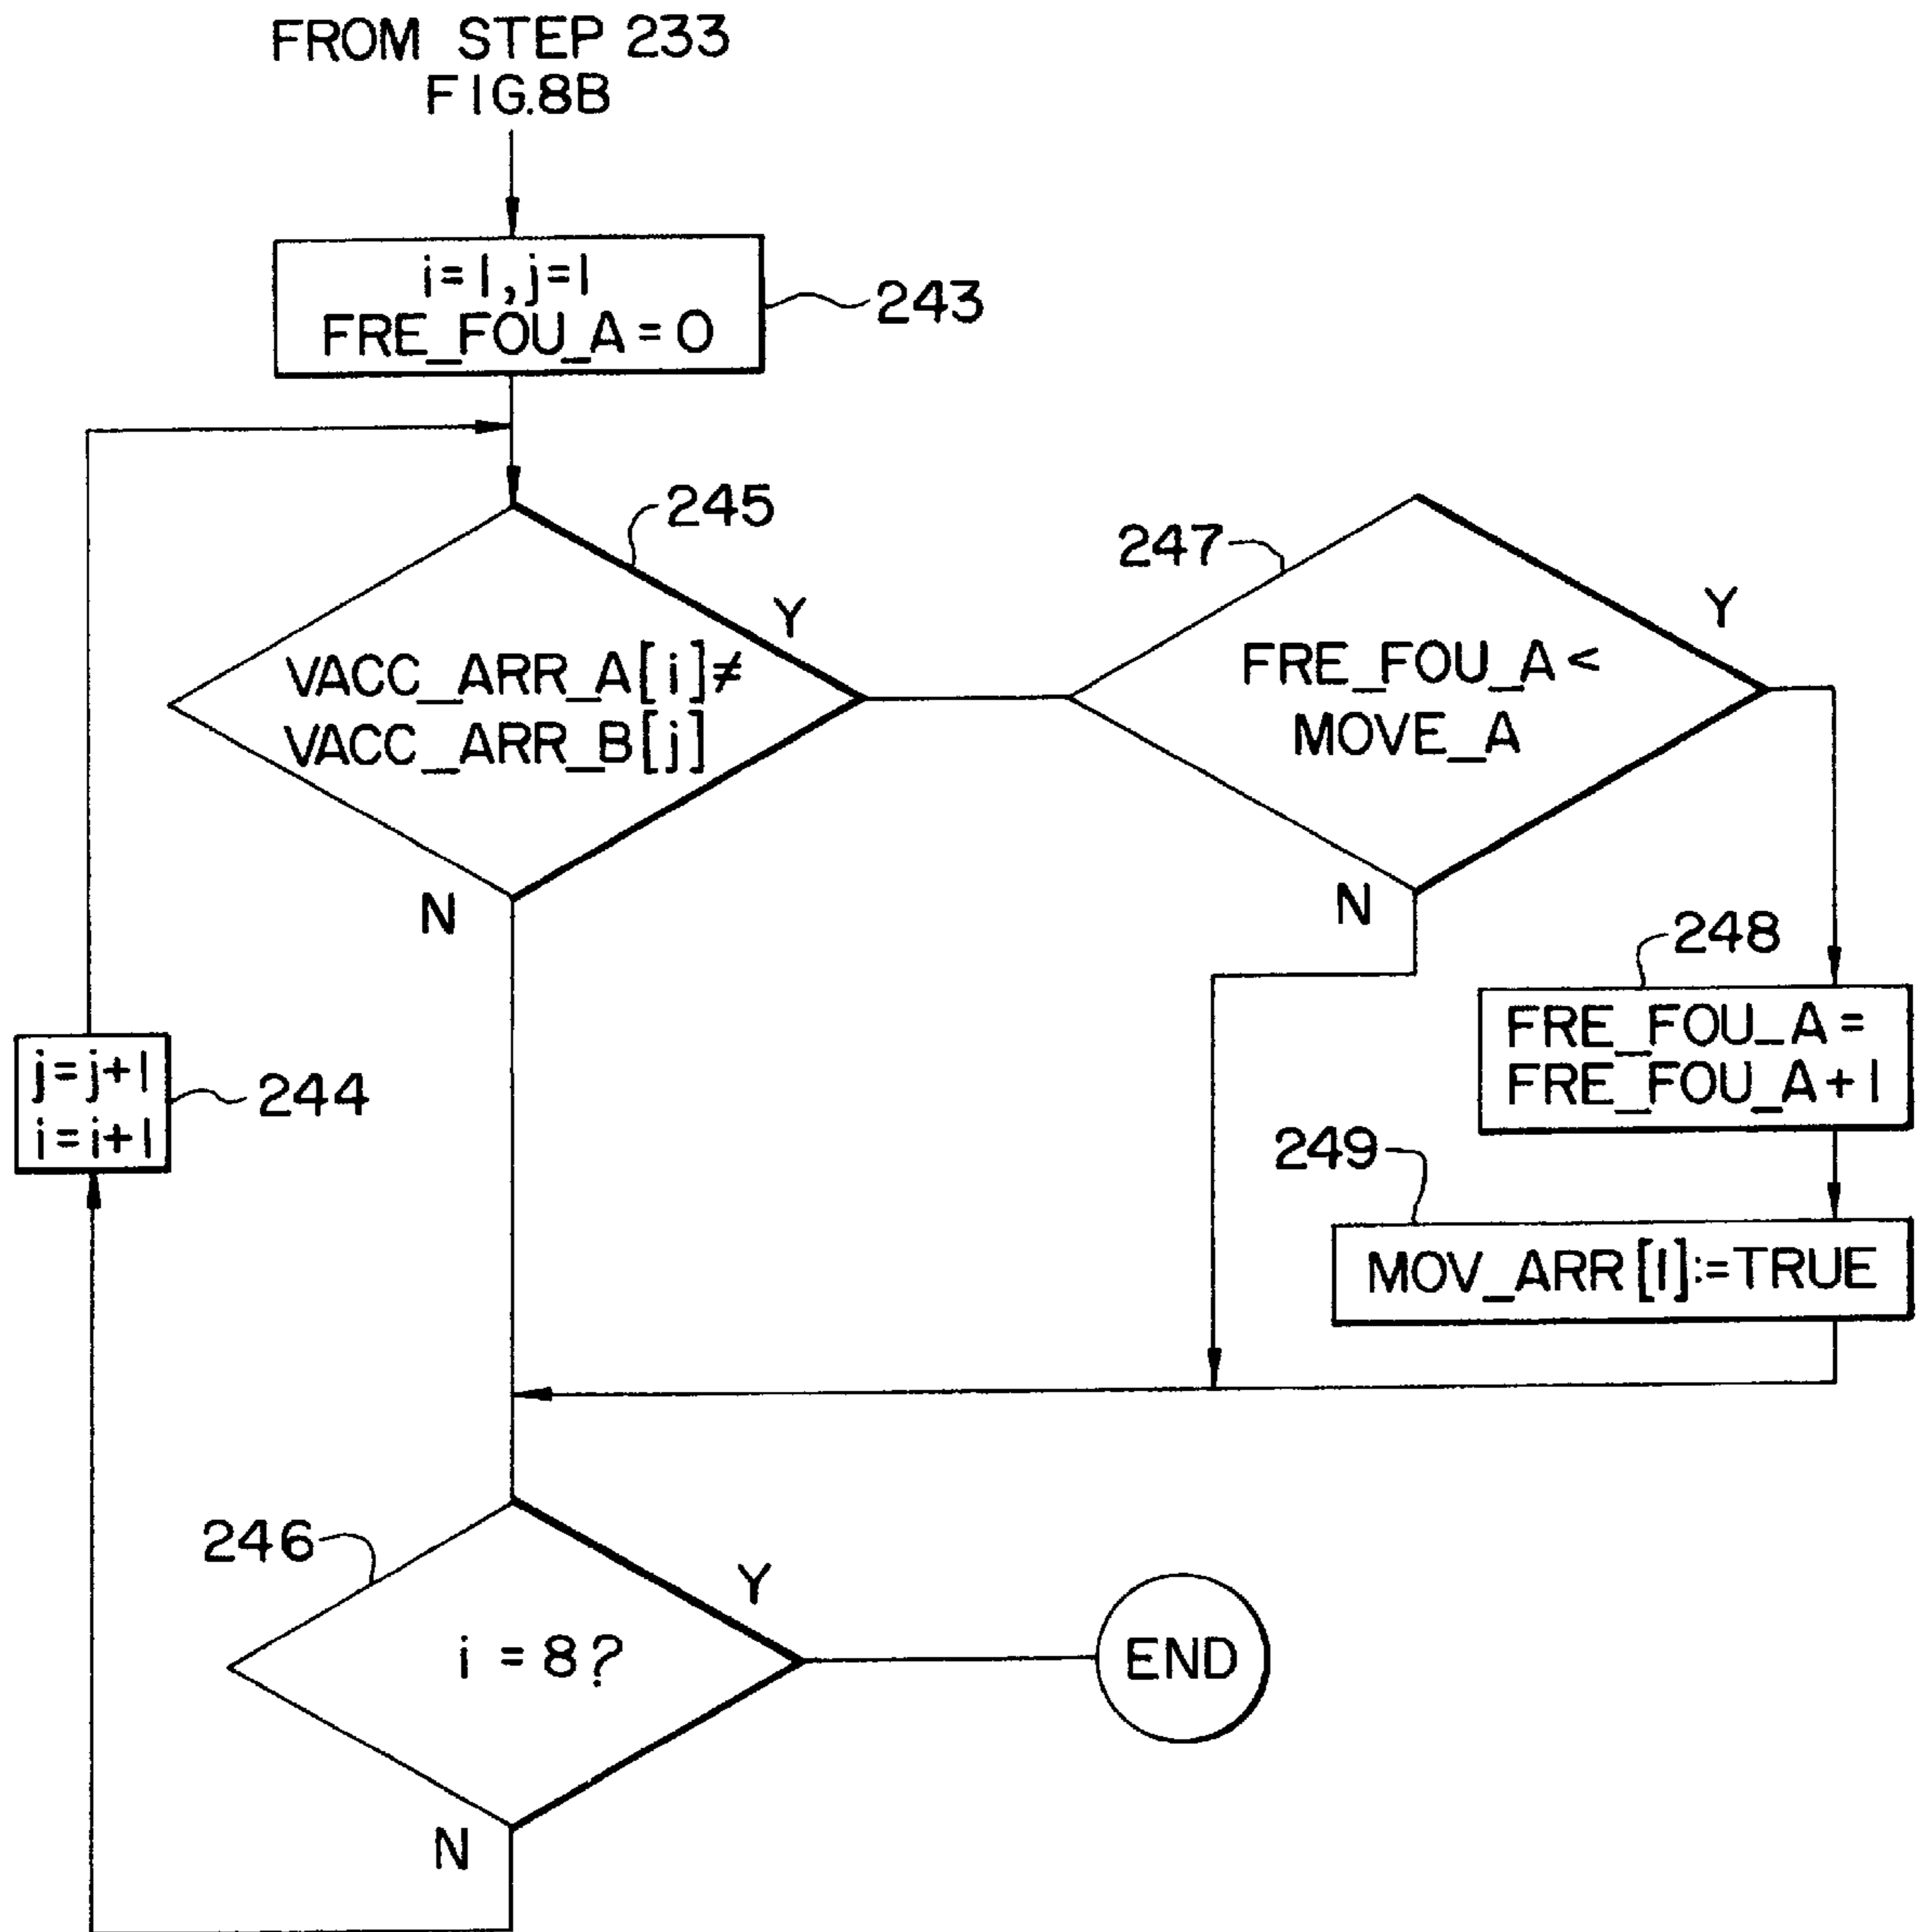 FROM STEP 233
FIG.8B
i=1,j=1
FRE_FOU_A=0
243
245
247
Y
Y
VACC_ARR_A[i]≠
VACC_ARR_B[j]
FRE_FOU_A<
MOVE_A
N
N
248
FRE_FOU_A=
FRE_FOU_A+1
j=j+1
i=i+1
244
249
MOV_ARR[I]:=TRUE
246
Y
i=8?
END
N